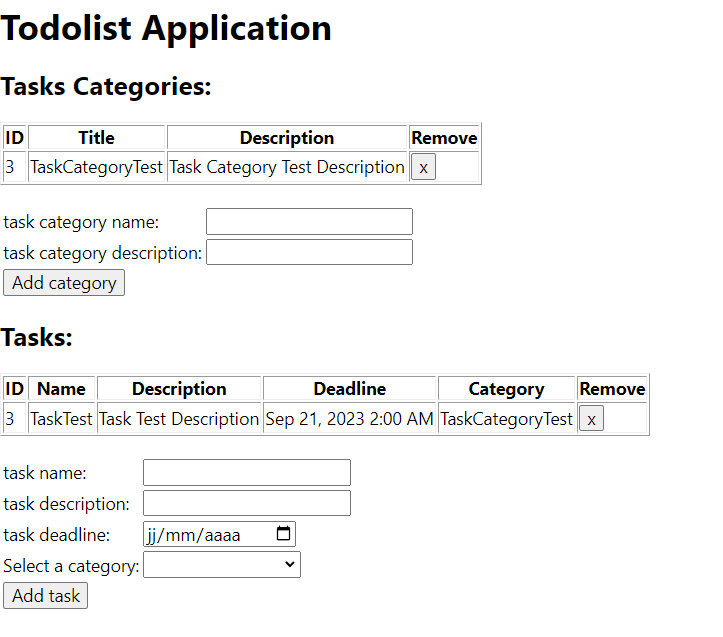 Todolist Application
Tasks Categories:
ID Title Description Remove
3 TaskCategoryTest Task Category Test Description x
task category name:
task category description:
Add category
Tasks:
ID Name Description Deadline Category Remove
3 TaskTest Task Test Description Sep 21, 2023 2:00 AM TaskCategoryTest x
task name:
task description:
task deadline: jj/mm/aaaa
Select a category:
Add task